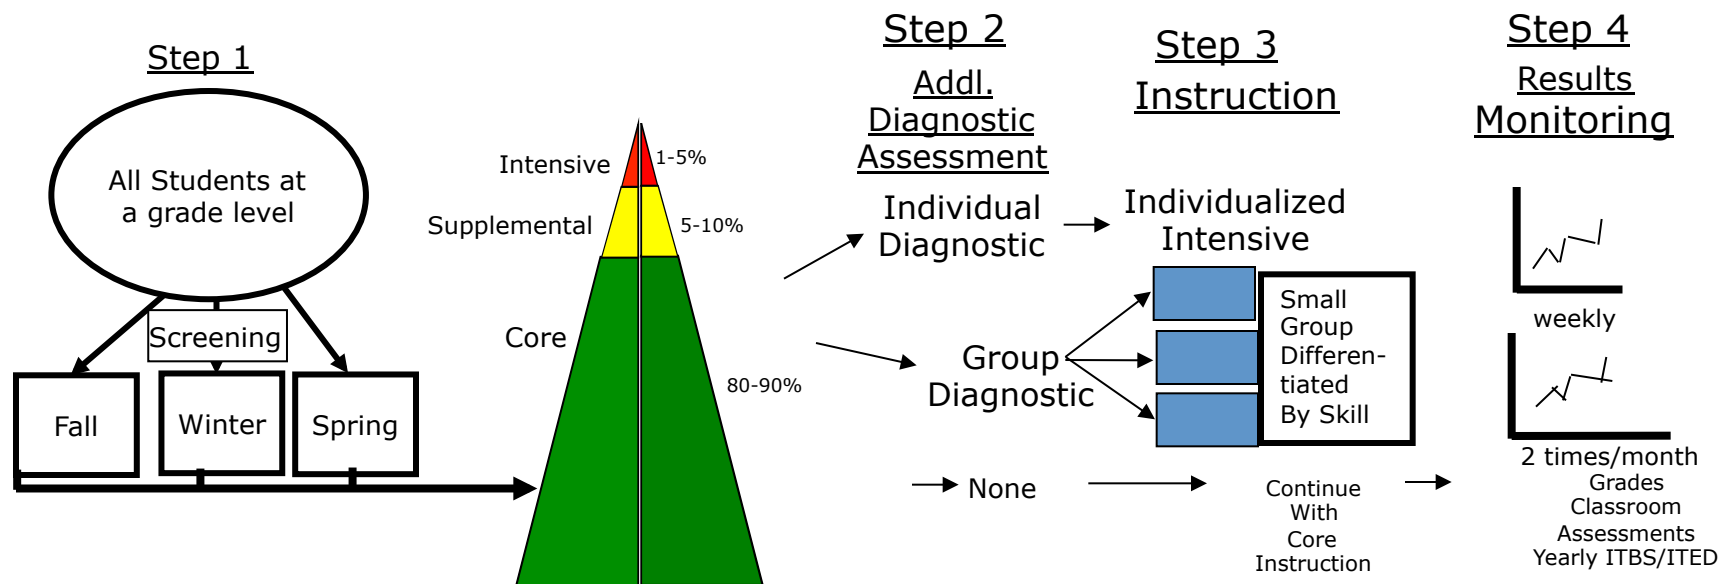 Step 1
All Students at
a grade level
Screening
Fall
Winter
Spring
Intensive
1-5%
Supplemental
5-10%
Core
80-90%
Step 2
Addl.
Diagnostic
Assessment
Individual
Diagnostic
Group
Diagnostic
None
Step 3
Instruction
Individualized
Intensive
Small
Group
Differen-
tiated
By Skill
Continue
With
Core
Instruction
Step 4
Results
Monitoring
weekly
2 times/month
Grades
Classroom
Assessments
Yearly ITBS/ITED